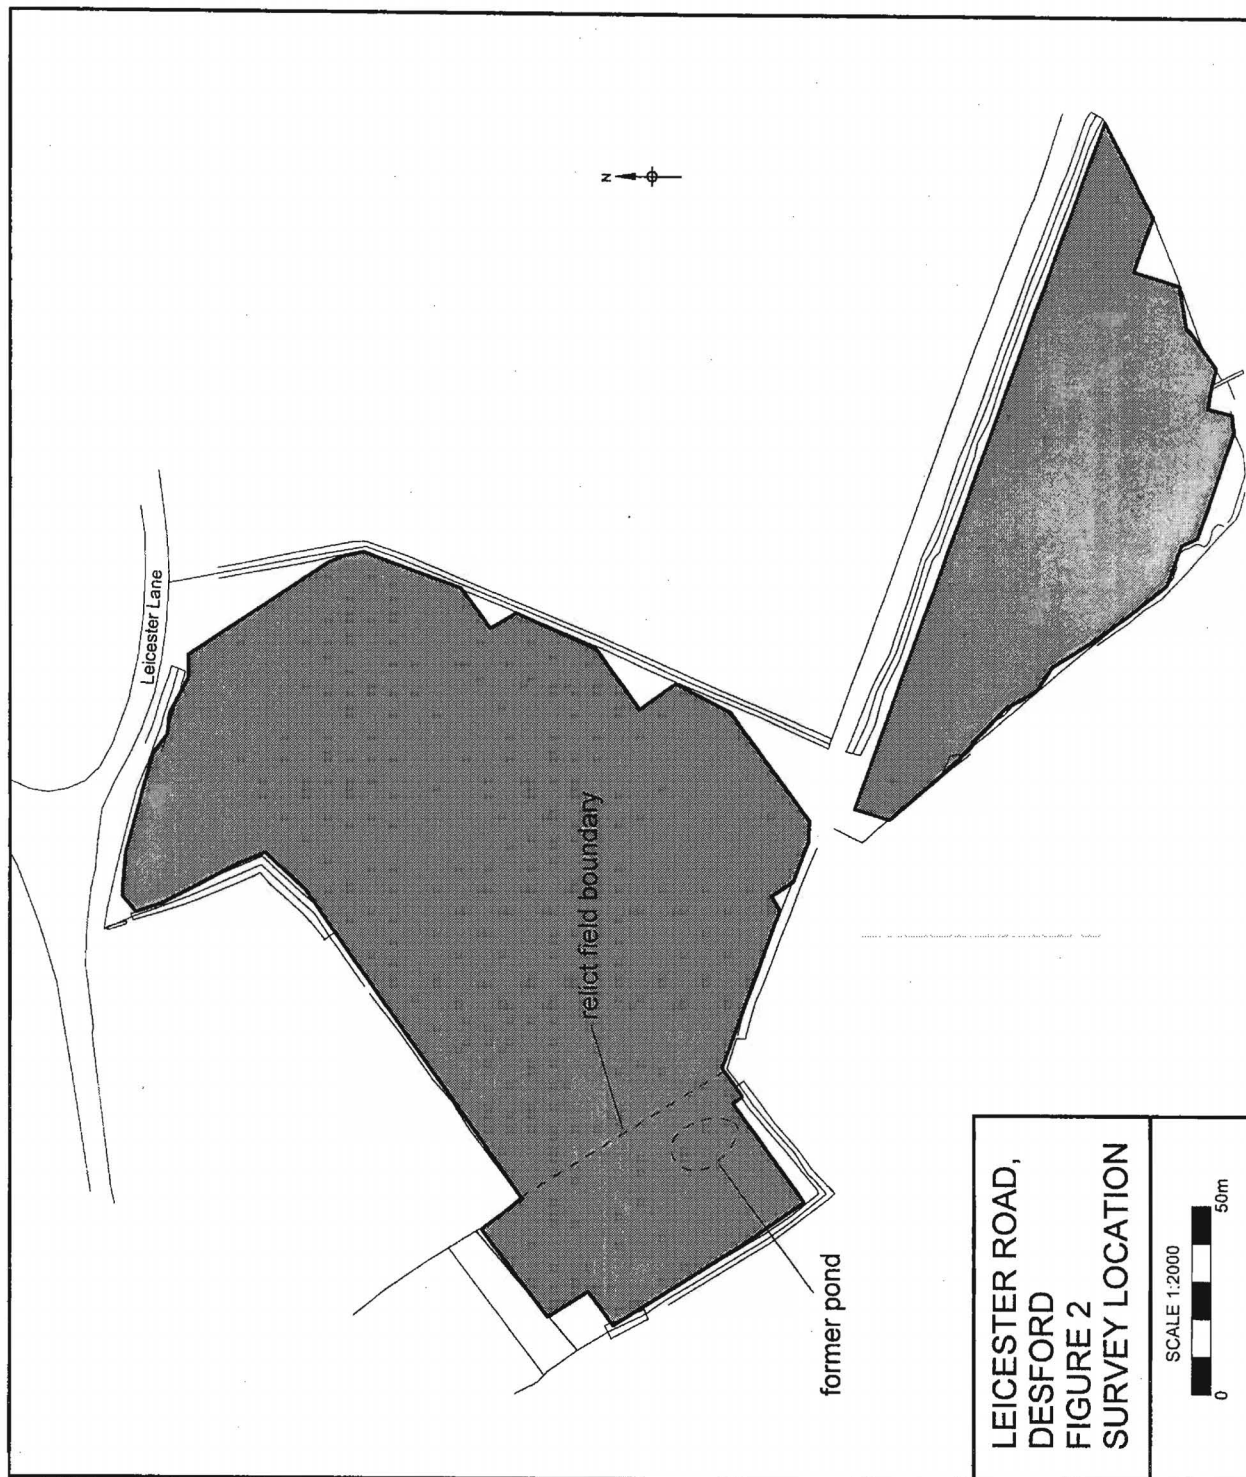 Leicester Lane
N
relict field boundary
former pond
LEICESTER ROAD,
DESFORD
FIGURE 2
SURVEY LOCATION
SCALE 1:2000
0 50m